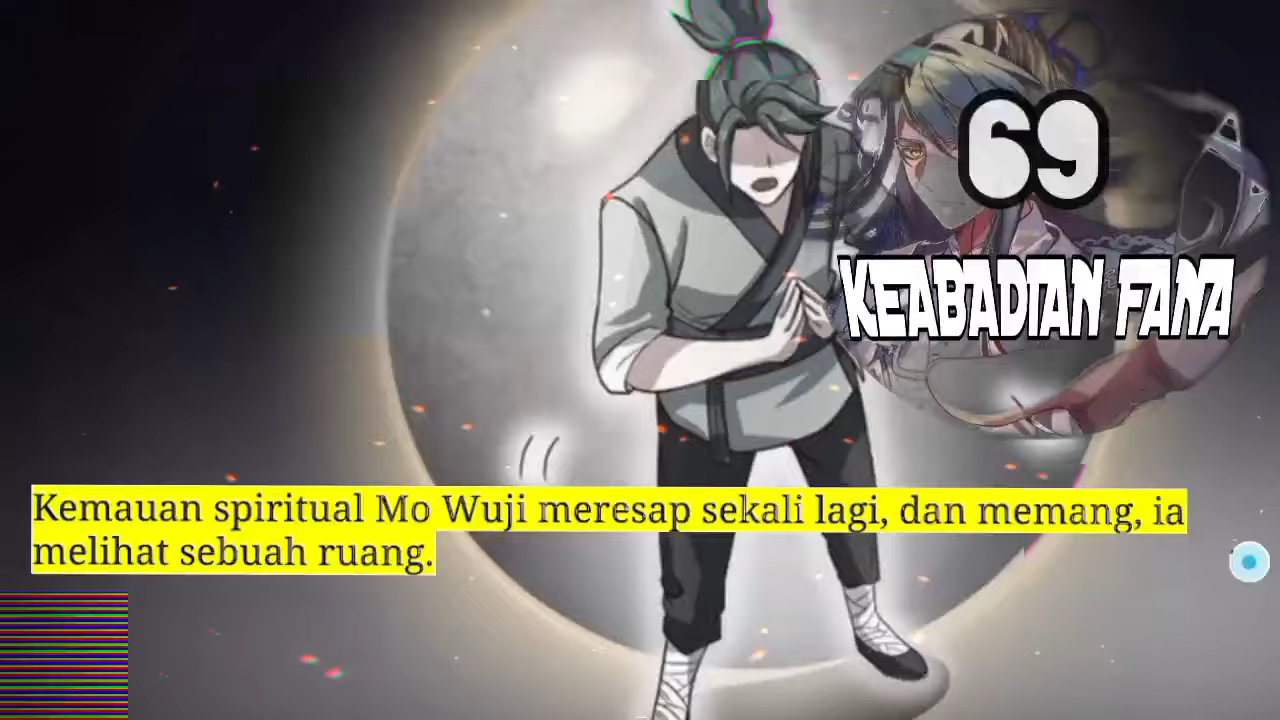 69
KEABADIAN FANA
Kemauan spiritual Mo Wuji meresap sekali lagi, dan memang, ia
melihat sebuah ruang.